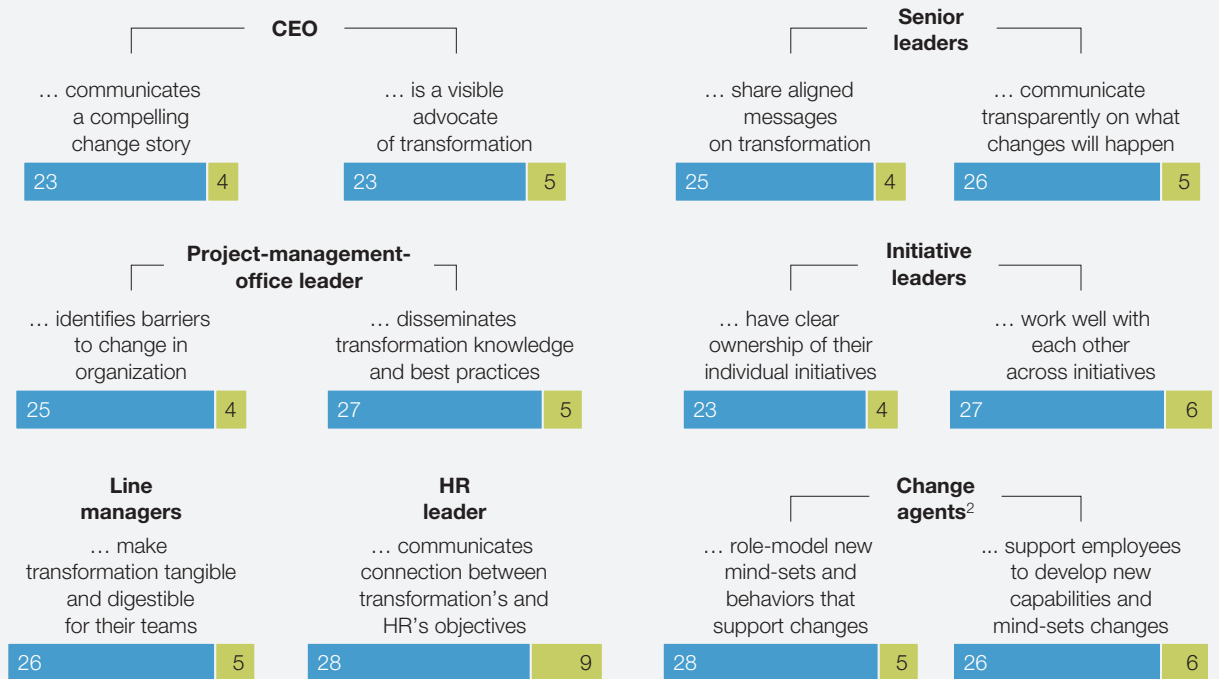 CEO
… communicates
a compelling
change story
23 4
… is a visible
advocate
of transformation
23 5
Senior
leaders
… share aligned
messages
on transformation
25 4
… communicate
transparently on what
changes will happen
26 5
Project-management-
office leader
… identifies barriers
to change in
organization
25 4
… disseminates
transformation knowledge
and best practices
27 5
Initiative
leaders
… have clear
ownership of their
individual initiatives
23 4
… work well with
each other
across initiatives
27 6
Line
managers
… make
transformation tangible
and digestible
for their teams
26 5
HR
leader
… communicates
connection between
transformation’s and
HR’s objectives
28 9
Change
agents²
… role-model new
mind-sets and
behaviors that
support changes
28 5
... support employees
to develop new
capabilities and
mind-sets changes
26 6